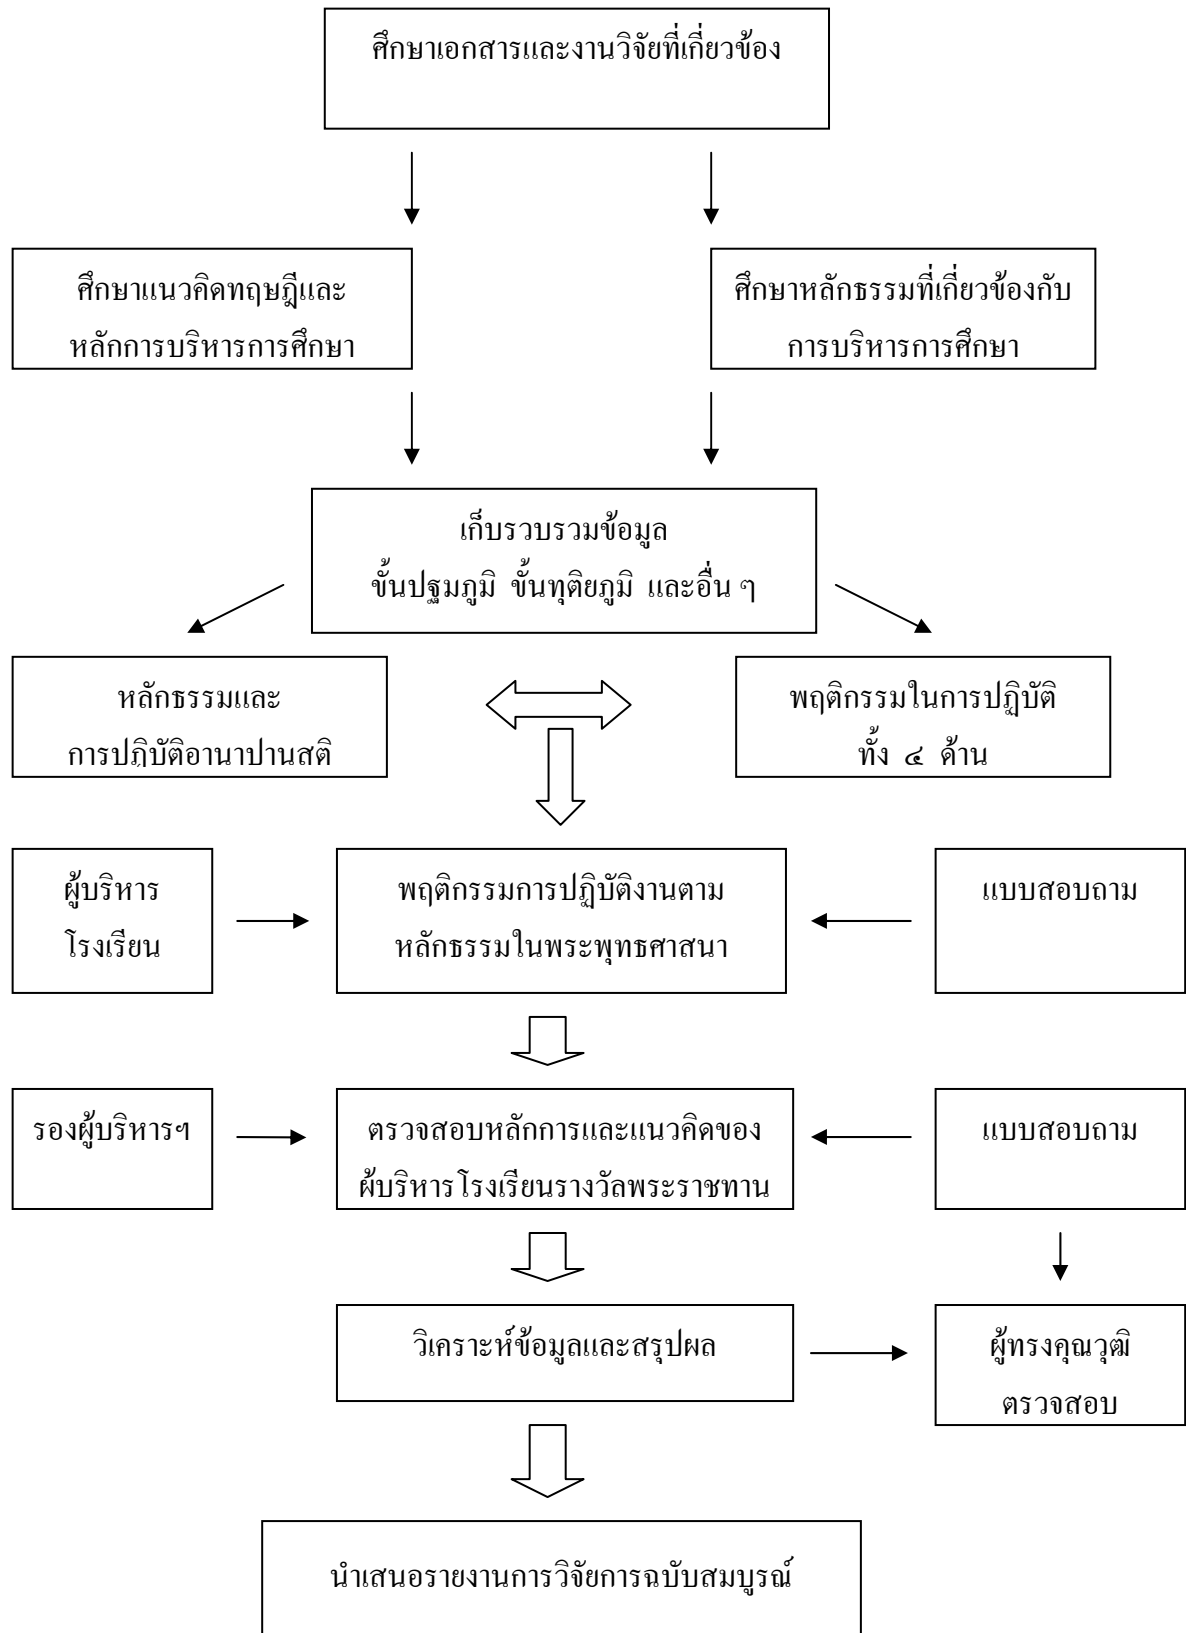 ศึกษาเอกสารและงานวิจัยที่เกี่ยวข้อง
ศึกษาแนวคิดทฤษฎีและ
หลักการบริหารการศึกษา
ศึกษาหลักธรรมที่เกี่ยวข้องกับ
การบริหารการศึกษา
เก็บรวบรวมข้อมูล
ขั้นปฐมภูมิ ขั้นทุติยภูมิ และอื่น ๆ
หลักธรรมและ
การปฏิบัติอานาปานสติ
พฤติกรรมในการปฏิบัติ
ทั้ง ๔ ด้าน
ผู้บริหาร
โรงเรียน
พฤติกรรมการปฏิบัติงานตาม
หลักธรรมในพระพุทธศาสนา
แบบสอบถาม
รองผู้บริหารฯ
ตรวจสอบหลักการและแนวคิดของ
ผู้บริหารโรงเรียนรางวัลพระราชทาน
แบบสอบถาม
วิเคราะห์ข้อมูลและสรุปผล
ผู้ทรงคุณวุฒิ
ตรวจสอบ
นำเสนอรายงานการวิจัยการฉบับสมบูรณ์